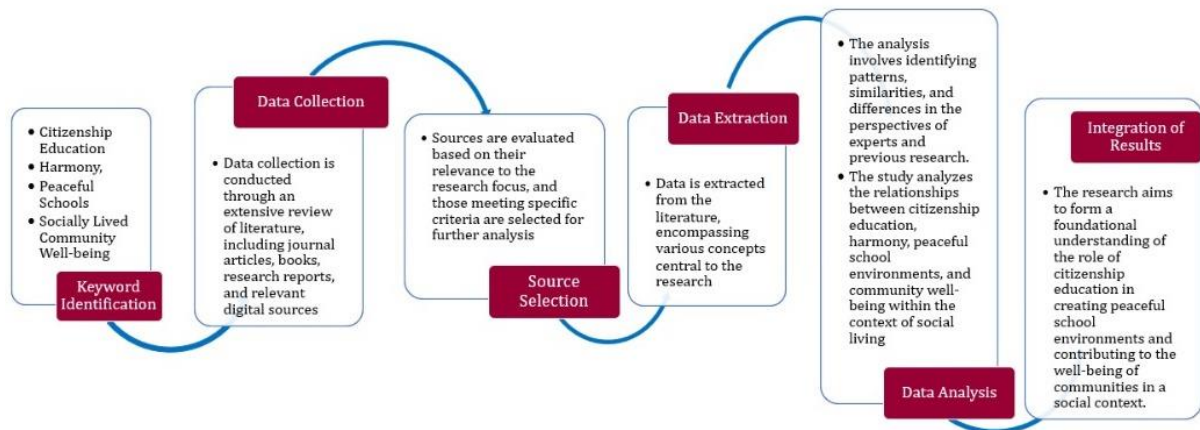 • Citizenship
Education
• Harmony,
• Peaceful
Schools
• Socially Lived
Community
Well-being
Keyword
Identification
Data Collection
• Data collection is
conducted
through an
extensive review
of literature,
including journal
articles, books,
research reports,
and relevant
digital sources
• Sources are evaluated
based on their
relevance to the
research focus, and
those meeting specific
criteria are selected for
further analysis
Source
Selection
Data Extraction
• Data is extracted
from the
literature,
encompassing
various concepts
central to the
research
• The analysis
involves identifying
patterns,
similarities, and
differences in the
perspectives of
experts and
previous research.
• The study analyzes
the relationships
between citizenship
education,
harmony, peaceful
school
environments, and
community well-
being within the
context of social
living
Data Analysis
Integration of
Results
• The research aims
to form a
foundational
understanding of
the role of
citizenship
education in
creating peaceful
school
environments and
contributing to the
well-being of
communities in a
social context.